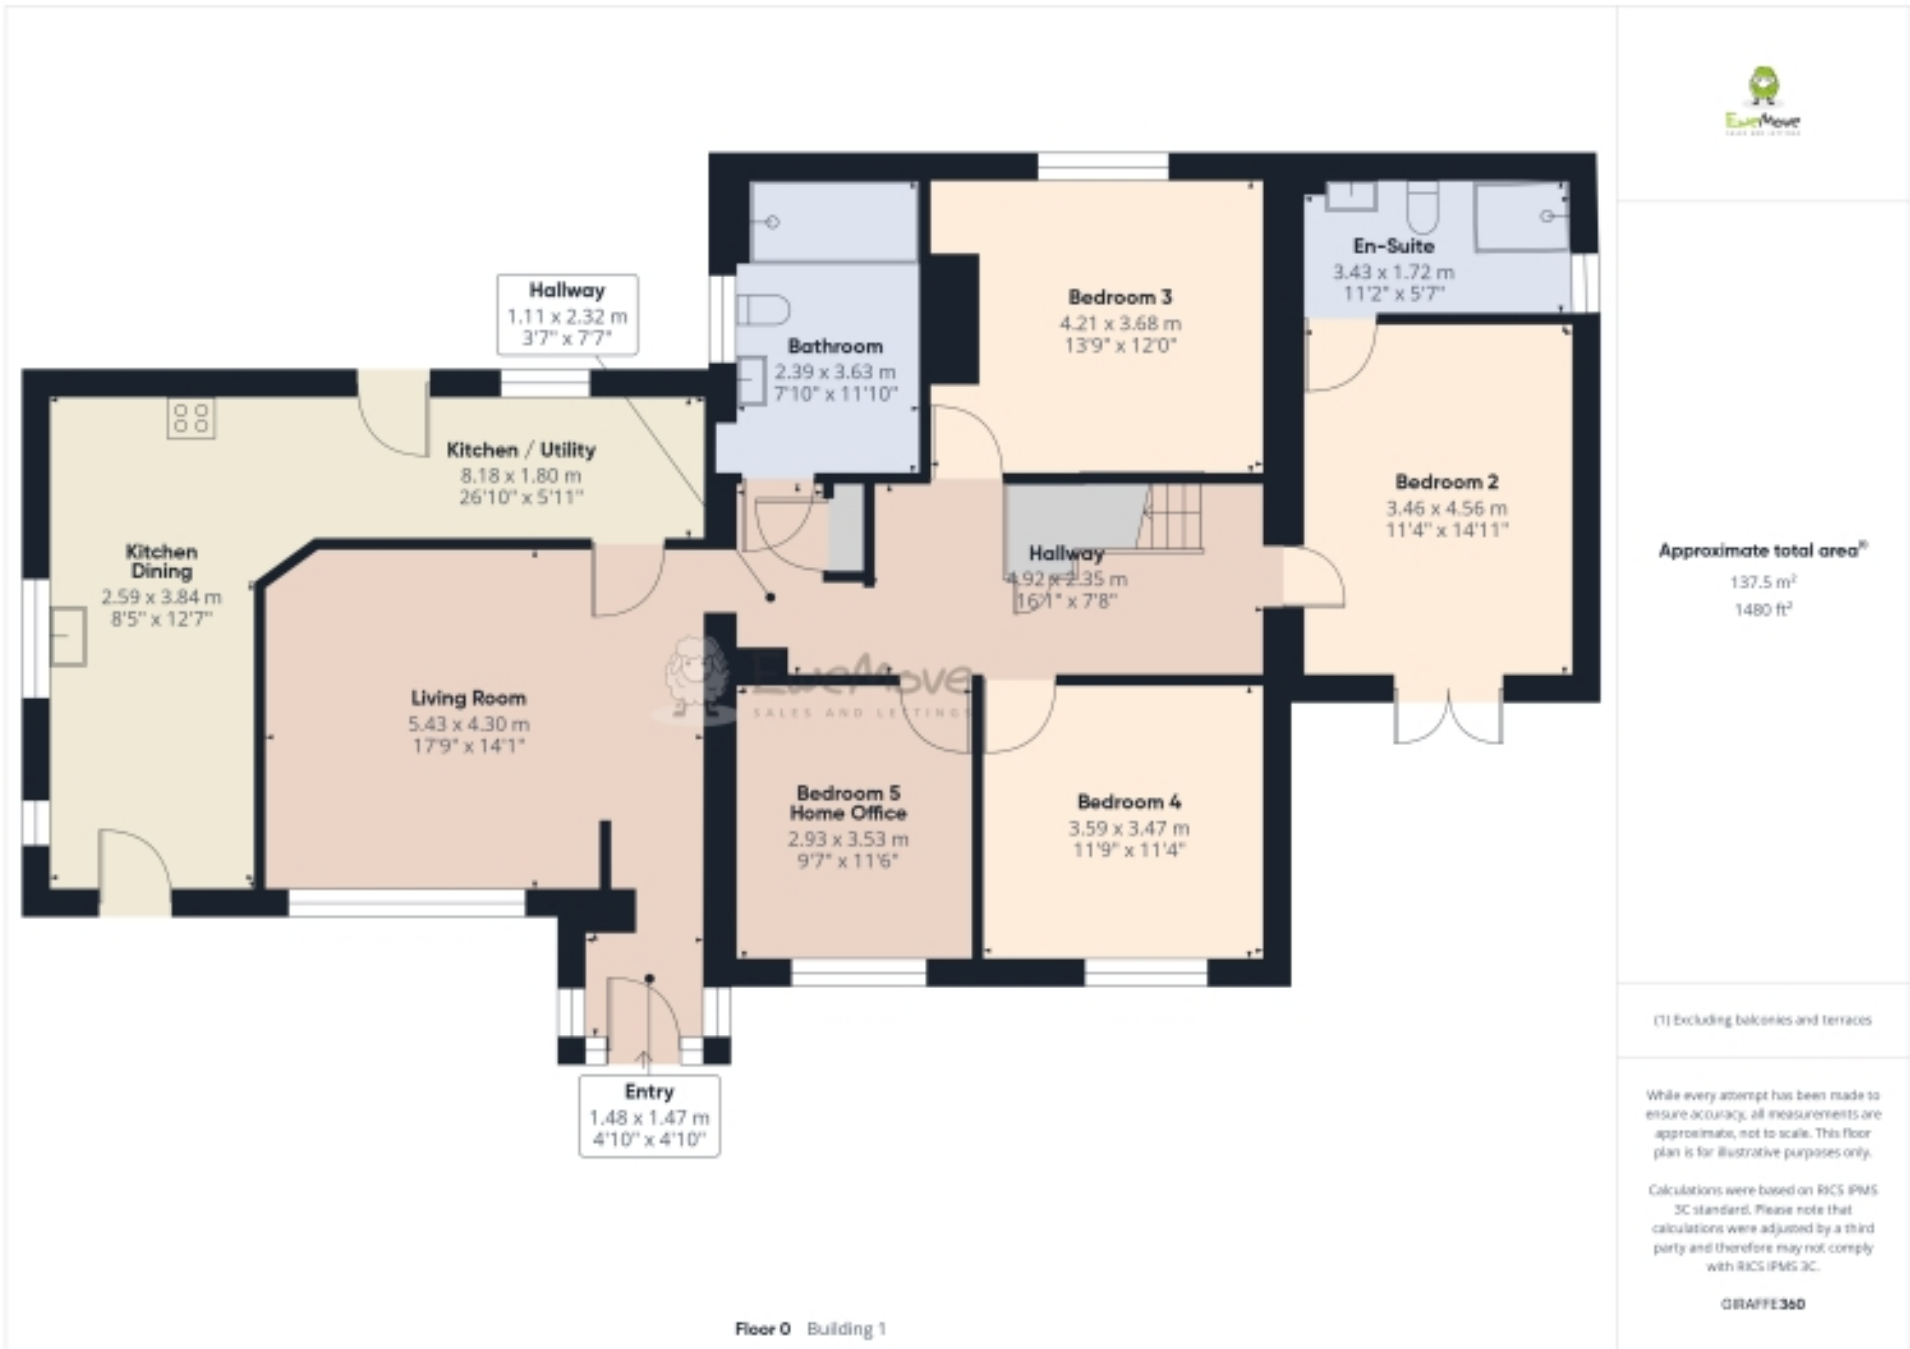 EweMove
Hallway
1.11 x 2.32 m
3'7" x 7'7"
En-Suite
3.43 x 1.72 m
11'2" x 5'7"
Bedroom 3
4.21 x 3.68 m
13'9" x 12'0"
Bathroom
2.39 x 3.63 m
7'10" x 11'10"
Kitchen / Utility
8.18 x 1.80 m
26'10" x 5'11"
Bedroom 2
3.46 x 4.56 m
11'4" x 14'11"
Kitchen
Dining
2.59 x 3.84 m
8'5" x 12'7"
Hallway
4.92 x 2.35 m
16'1" x 7'8"
Living Room
5.43 x 4.30 m
17'9" x 14'1"
EweMove
SALES AND LETTINGS
Bedroom 5
Home Office
2.93 x 3.53 m
9'7" x 11'6"
Bedroom 4
3.59 x 3.47 m
11'9" x 11'4"
Entry
1.48 x 1.47 m
4'10" x 4'10"
Floor 0 Building 1
Approximate total area⁽¹⁾
137.5 m²
1480 ft²
(1) Excluding balconies and terraces
While every attempt has been made to
ensure accuracy, all measurements are
approximate, not to scale. This floor
plan is for illustrative purposes only.
Calculations were based on RICS IPMS
3C standard. Please note that
calculations were adjusted by a third
party and therefore may not comply
with RICS IPMS 3C.
GIRAFFE360